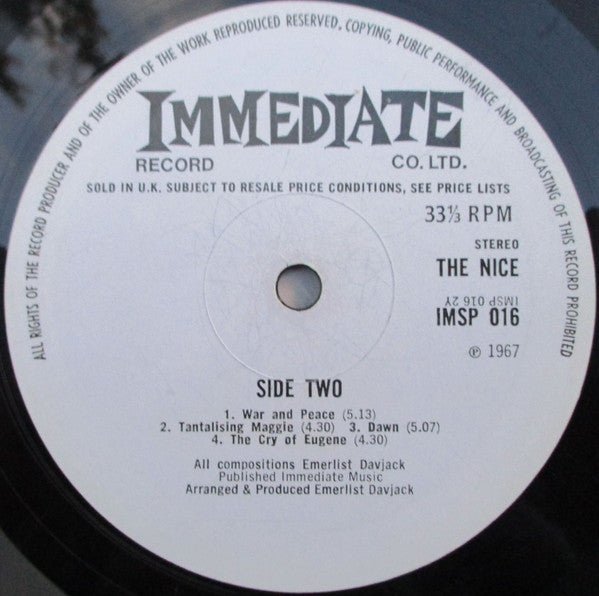 ALL RIGHTS OF THE RECORD PRODUCER AND OF THE OWNER OF THE WORK REPRODUCED RESERVED. COPYING, PUBLIC PERFORMANCE AND BROADCASTING OF THIS RECORD PROHIBITED
IMMEDIATE
RECORD CO. LTD.
SOLD IN U.K. SUBJECT TO RESALE PRICE CONDITIONS, SEE PRICE LISTS
33⅓ RPM
STEREO
THE NICE
IMSP 016 2Y
IMSP 016
℗ 1967
SIDE TWO
1. War and Peace (5.13)
2. Tantalising Maggie (4.30) 3. Dawn (5.07)
4. The Cry of Eugene (4.30)
All compositions Emerlist Davjack
Published Immediate Music
Arranged & Produced Emerlist Davjack